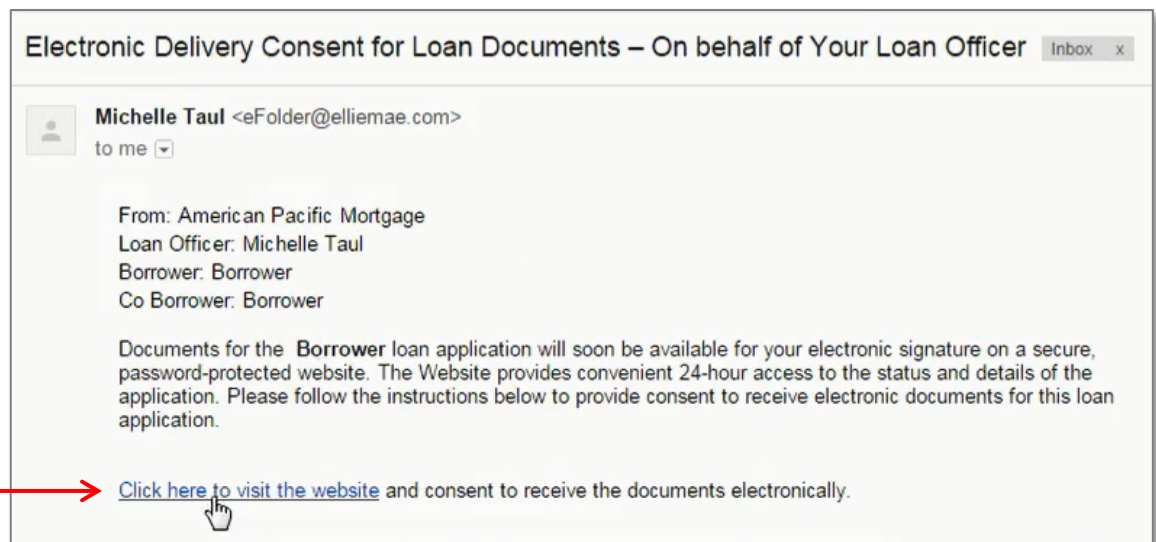 Electronic Delivery Consent for Loan Documents – On behalf of Your Loan Officer Inbox x
Michelle Taul <eFolder@elliemae.com>
to me
From: American Pacific Mortgage
Loan Officer: Michelle Taul
Borrower: Borrower
Co Borrower: Borrower
Documents for the Borrower loan application will soon be available for your electronic signature on a secure,
password-protected website. The Website provides convenient 24-hour access to the status and details of the
application. Please follow the instructions below to provide consent to receive electronic documents for this loan
application.
Click here to visit the website and consent to receive the documents electronically.